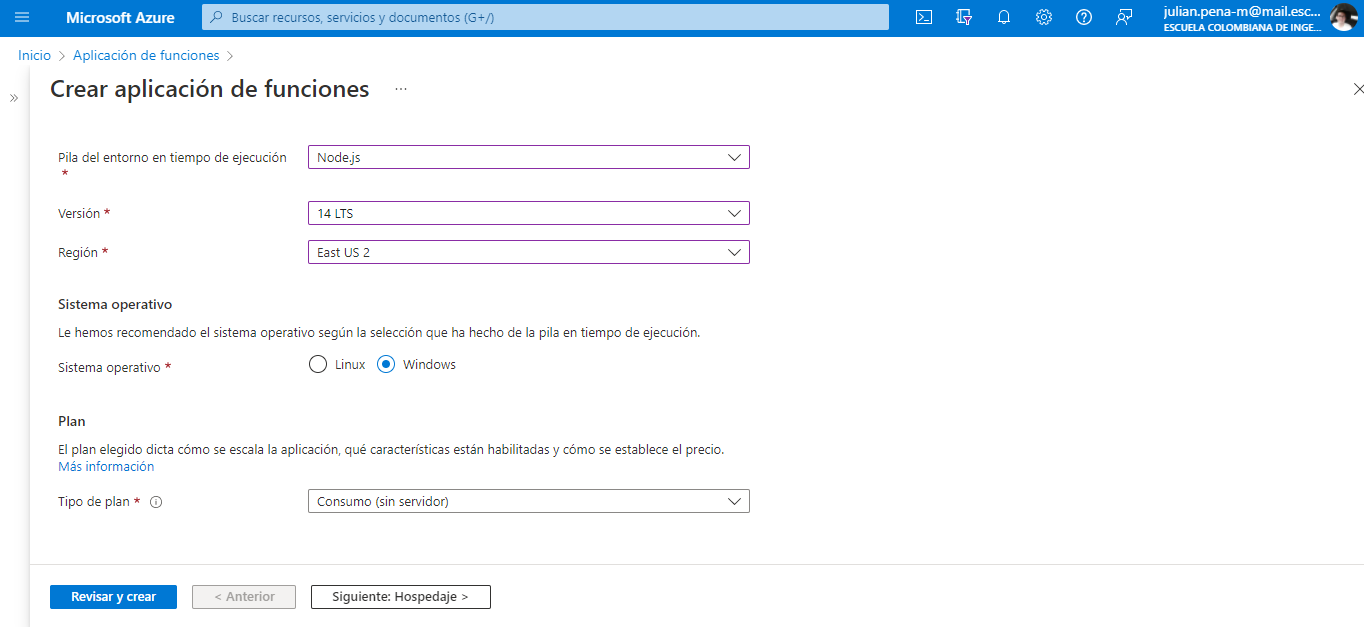 Microsoft Azure
Buscar recursos, servicios y documentos (G+/)
julian.pena-m@mail.esc...
ESCUELA COLOMBIANA DE INGE...
Inicio > Aplicación de funciones >
Crear aplicación de funciones ...
Pila del entorno en tiempo de ejecución
*
Node.js
Versión *
14 LTS
Región *
East US 2
Sistema operativo
Le hemos recomendado el sistema operativo según la selección que ha hecho de la pila en tiempo de ejecución.
Sistema operativo *
Linux
Windows
Plan
El plan elegido dicta cómo se escala la aplicación, qué características están habilitadas y cómo se establece el precio.
Más información
Tipo de plan *
Consumo (sin servidor)
Revisar y crear
< Anterior
Siguiente: Hospedaje >